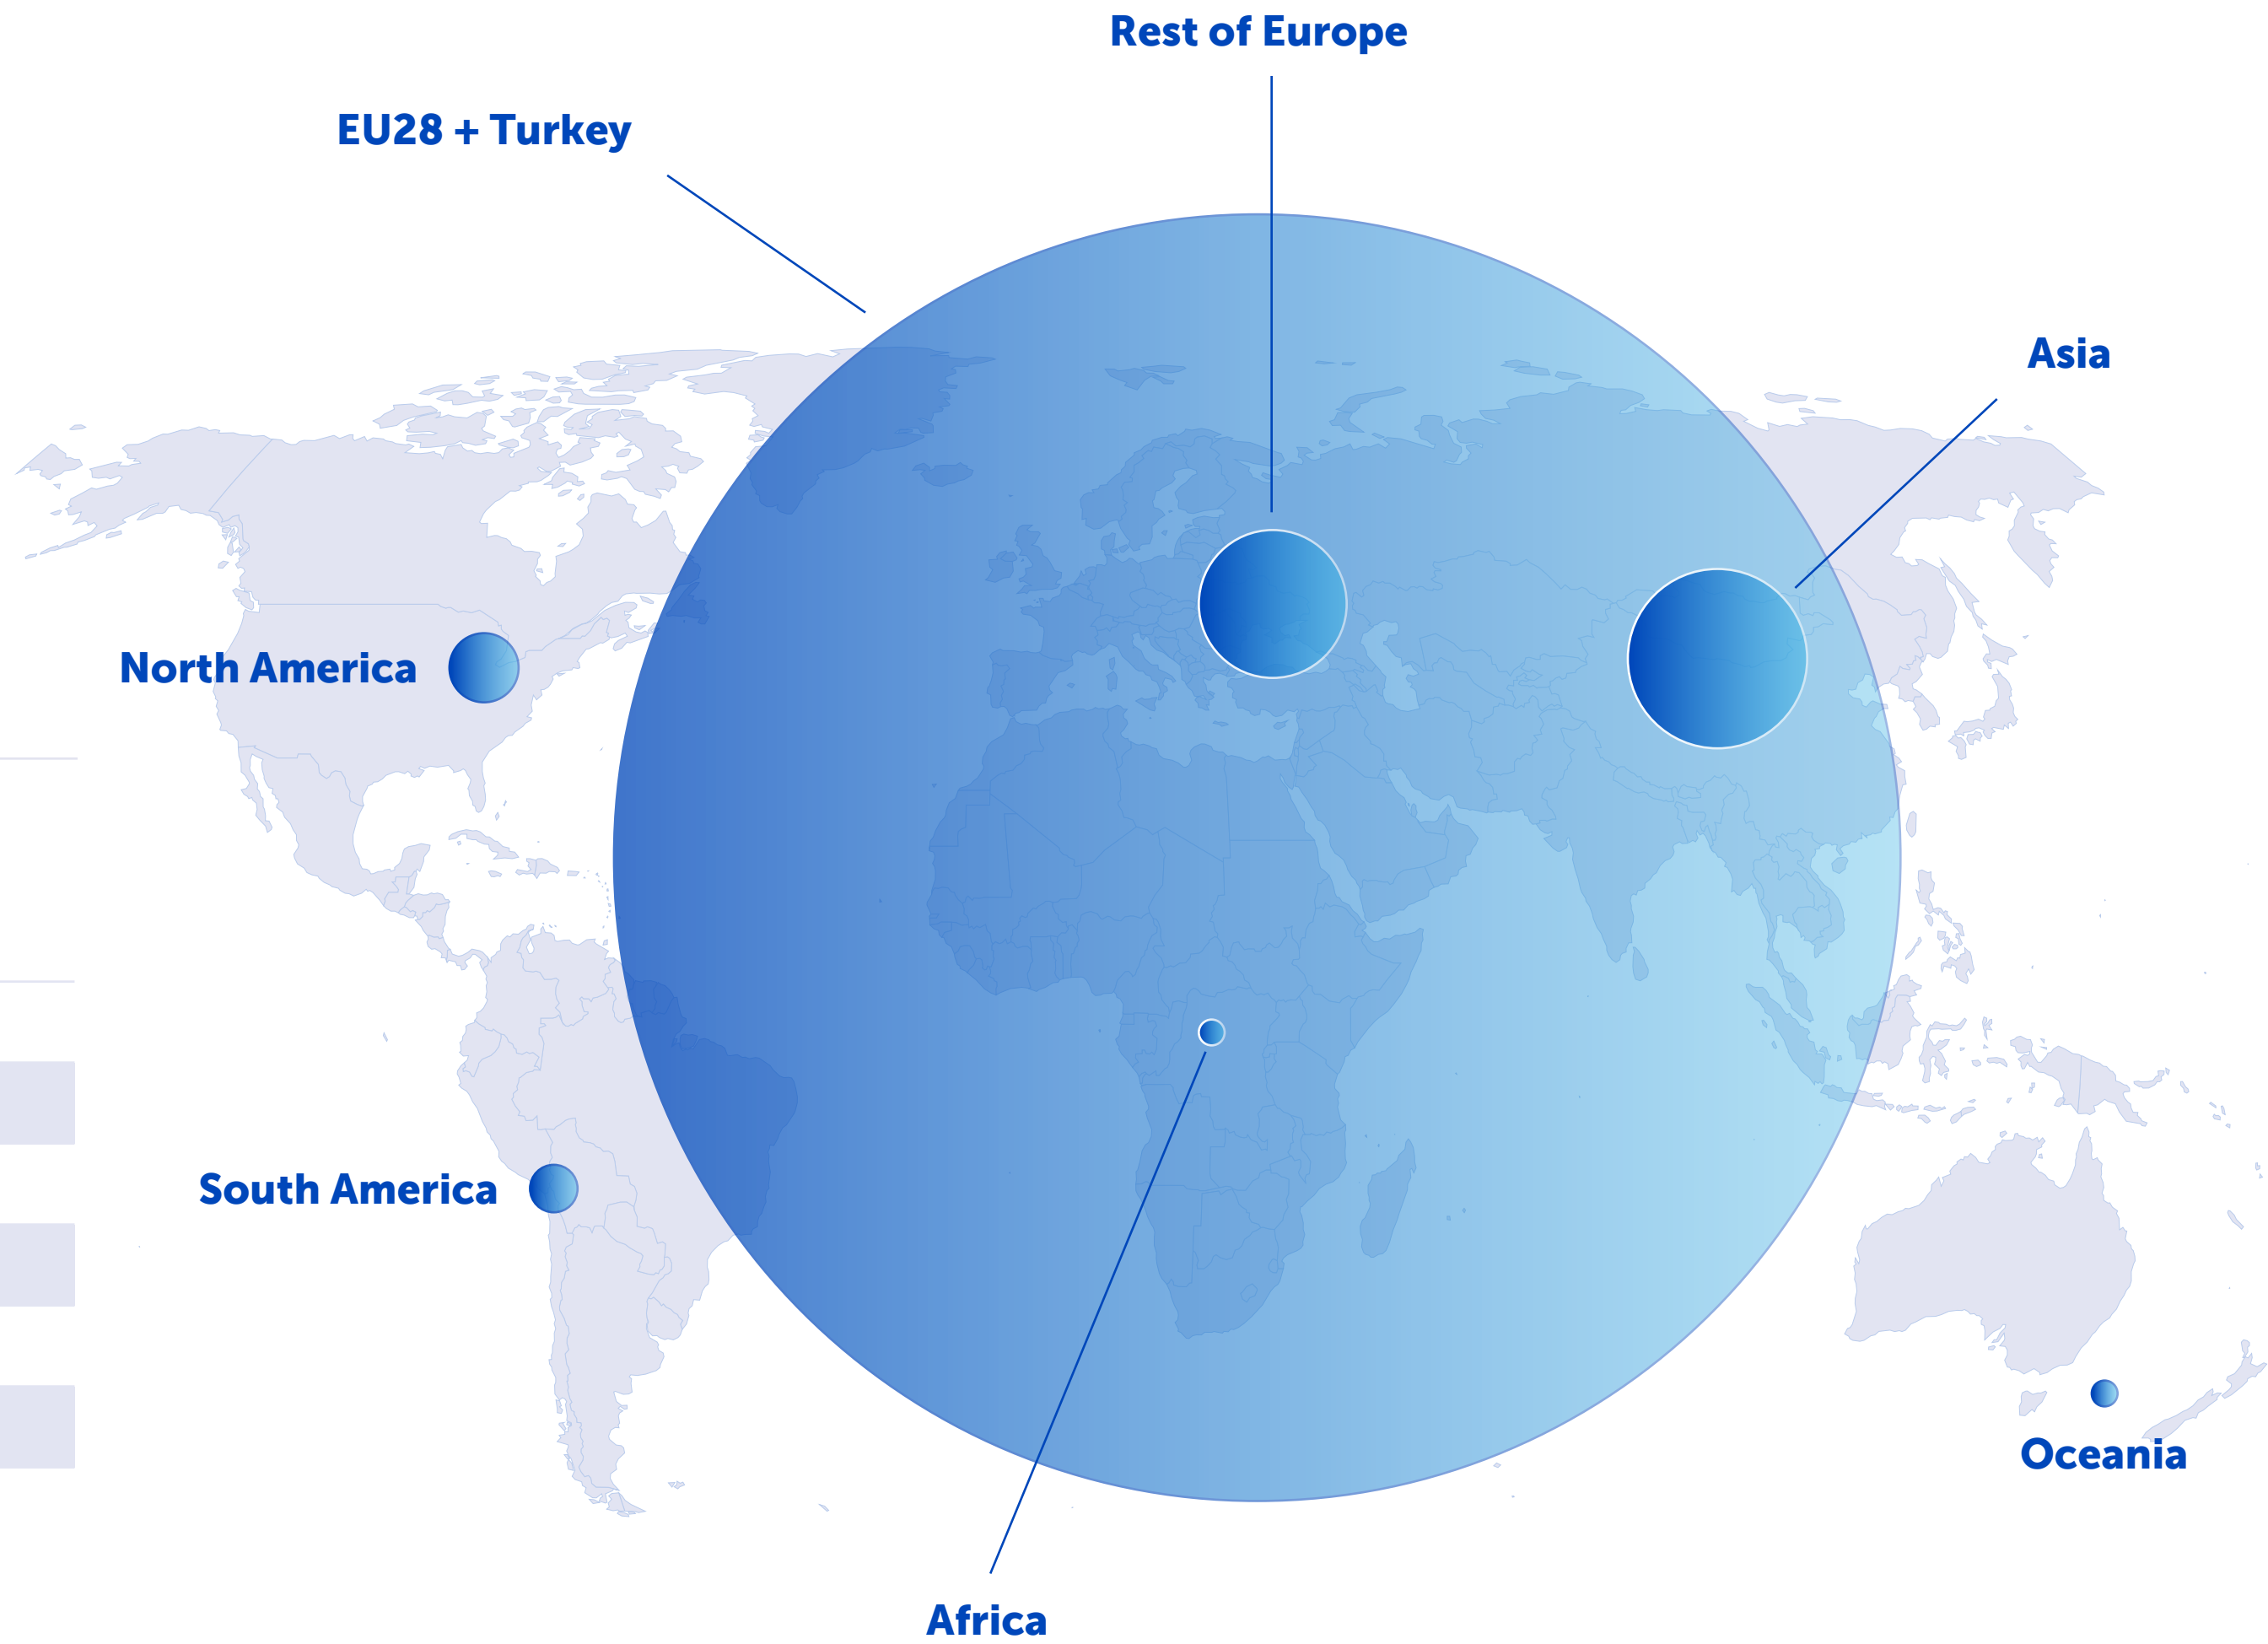 Rest of Europe
EU28 + Turkey
Asia
North America
South America
Oceania
Africa